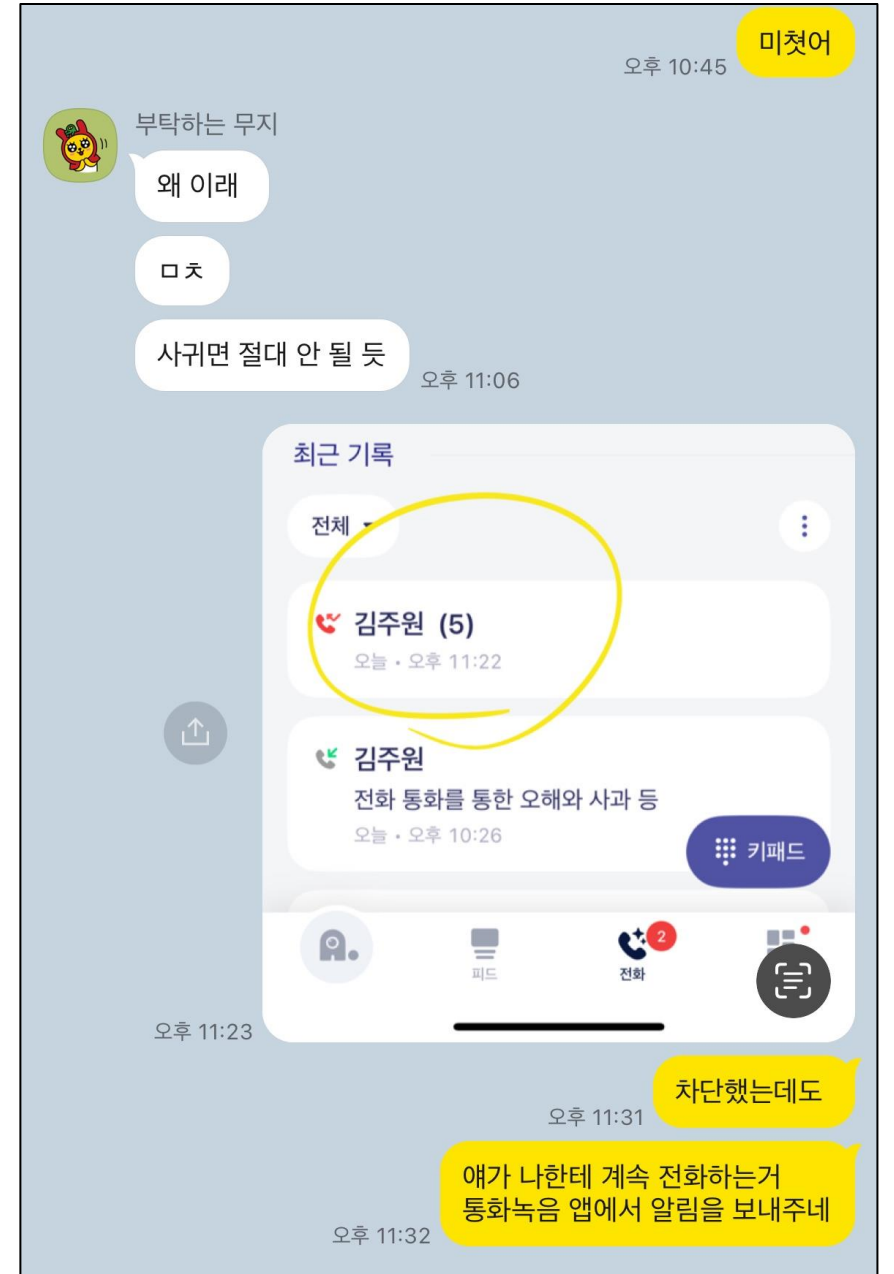 미쳣어
오후 10:45
부탁하는 무지
왜 이래
ㅁㅊ
사귀면 절대 안 될 듯
오후 11:06
최근 기록
전체
김주원 (5)
오늘 • 오후 11:22
김주원
전화 통화를 통한 오해와 사과 등
오늘 • 오후 10:26
키패드
A.
피드
전화
2
오후 11:23
차단했는데도
오후 11:31
얘가 나한테 계속 전화하는거
통화녹음 앱에서 알림을 보내주네
오후 11:32